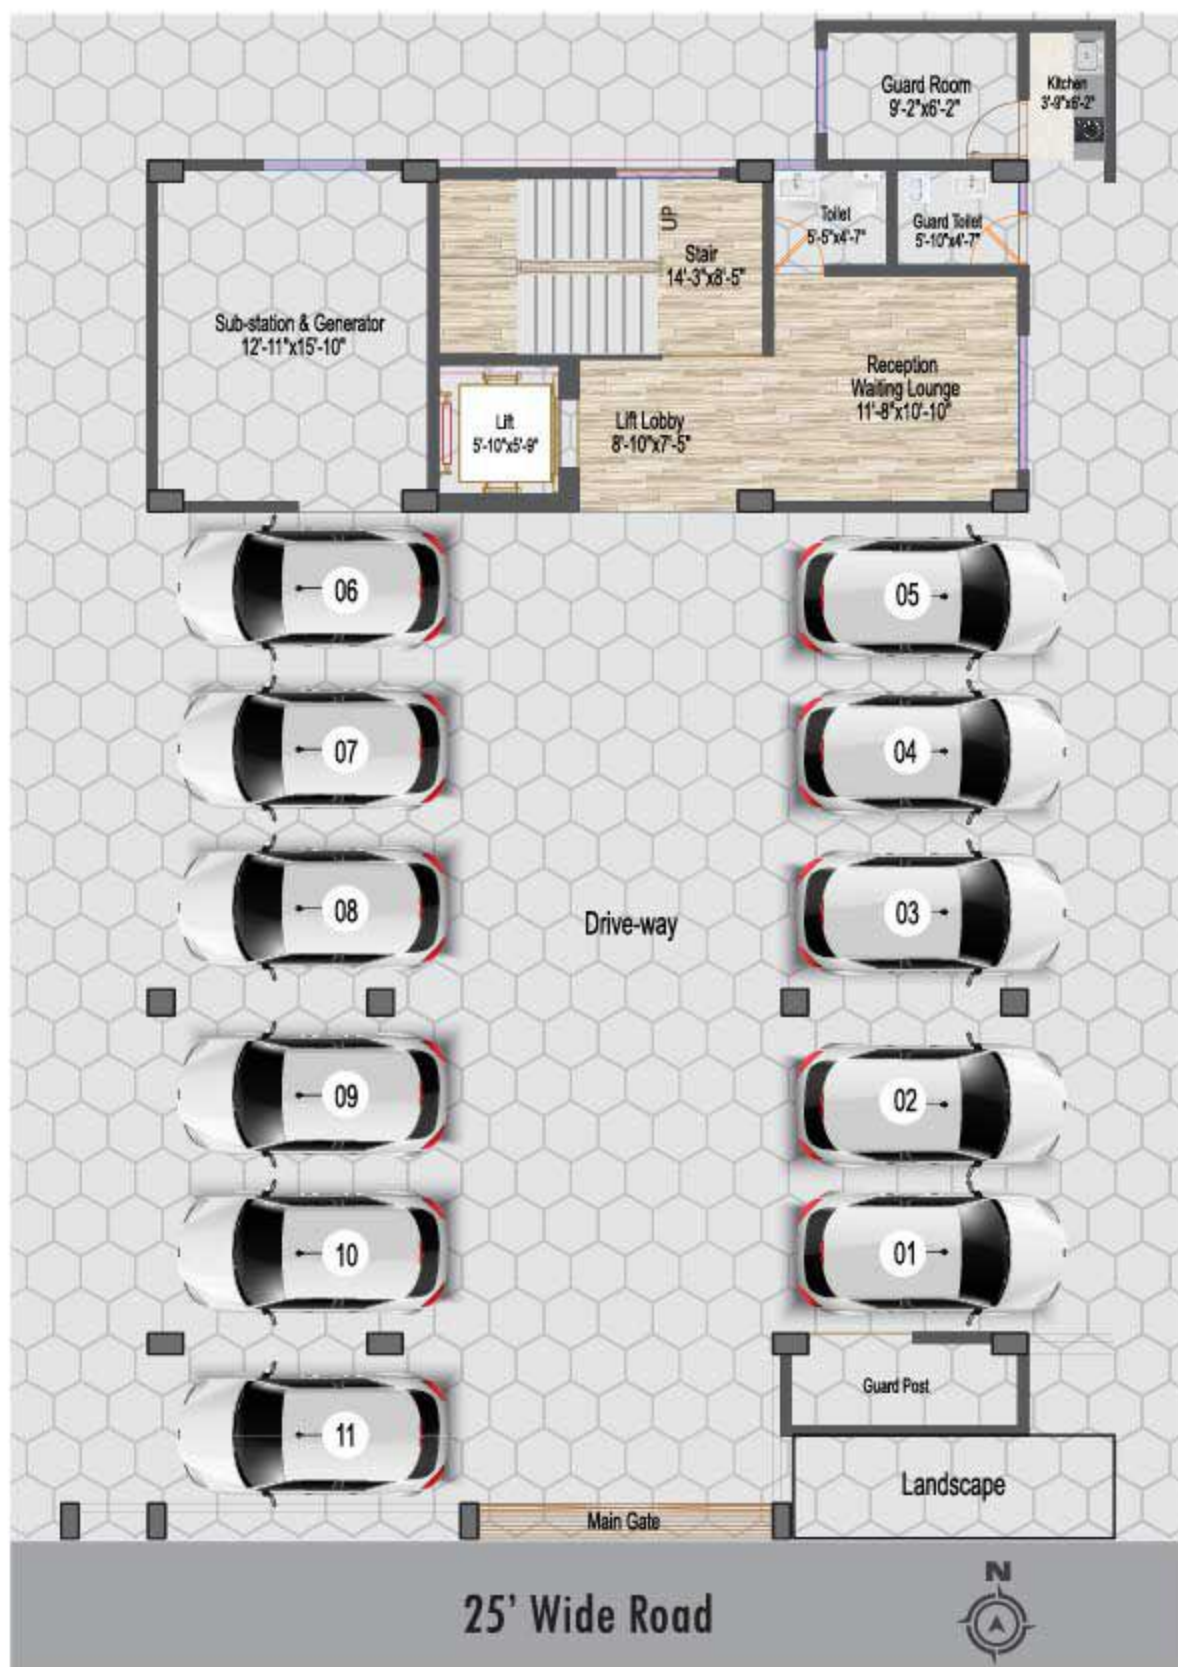 Guard Room
9'-2"x6'-2"
Kitchen
3'-9"x6'-2"
Toilet
5'-5"x4'-7"
Guard Toilet
5'-10"x4'-7"
UP
Stair
14'-3"x8'-5"
Sub-station & Generator
12'-11"x15'-10"
Reception
Waiting Lounge
11'-8"x10'-10"
Lift
5'-10"x5'-9"
Lift Lobby
8'-10"x7'-5"
06
05
07
04
08
03
Drive-way
09
02
10
01
Guard Post
11
Landscape
Main Gate
25' Wide Road
N